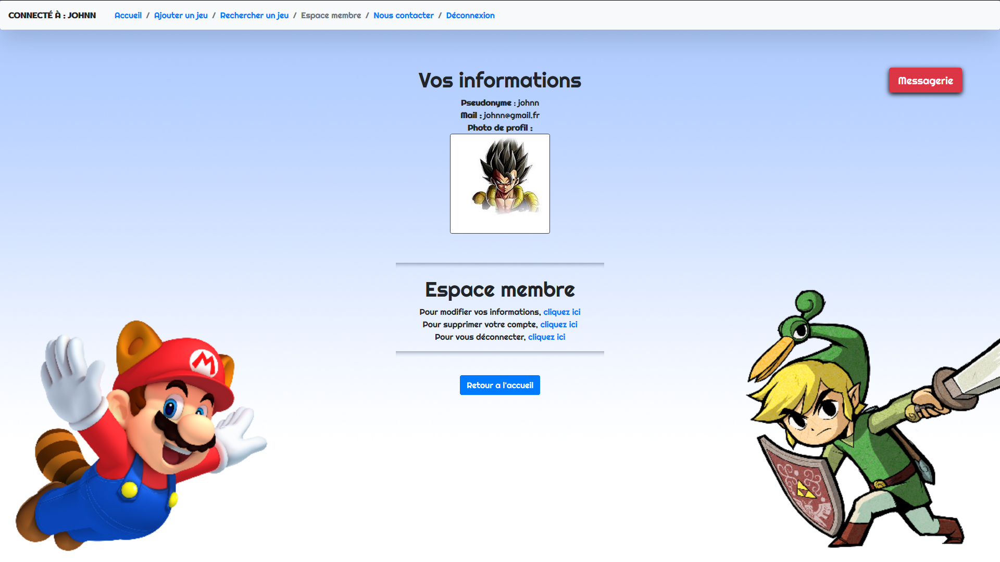 CONNECTÉ À : JOHNN Accueil / Ajouter un jeu / Rechercher un jeu / Espace membre / Nous contacter / Déconnexion
Vos informations
Messagerie
Pseudonyme : johnn
Mail : johnn@gmail.fr
Photo de profil :
Espace membre
Pour modifier vos informations, cliquez ici
Pour supprimer votre compte, cliquez ici
Pour vous déconnecter, cliquez ici
M
Retour a l'accueil